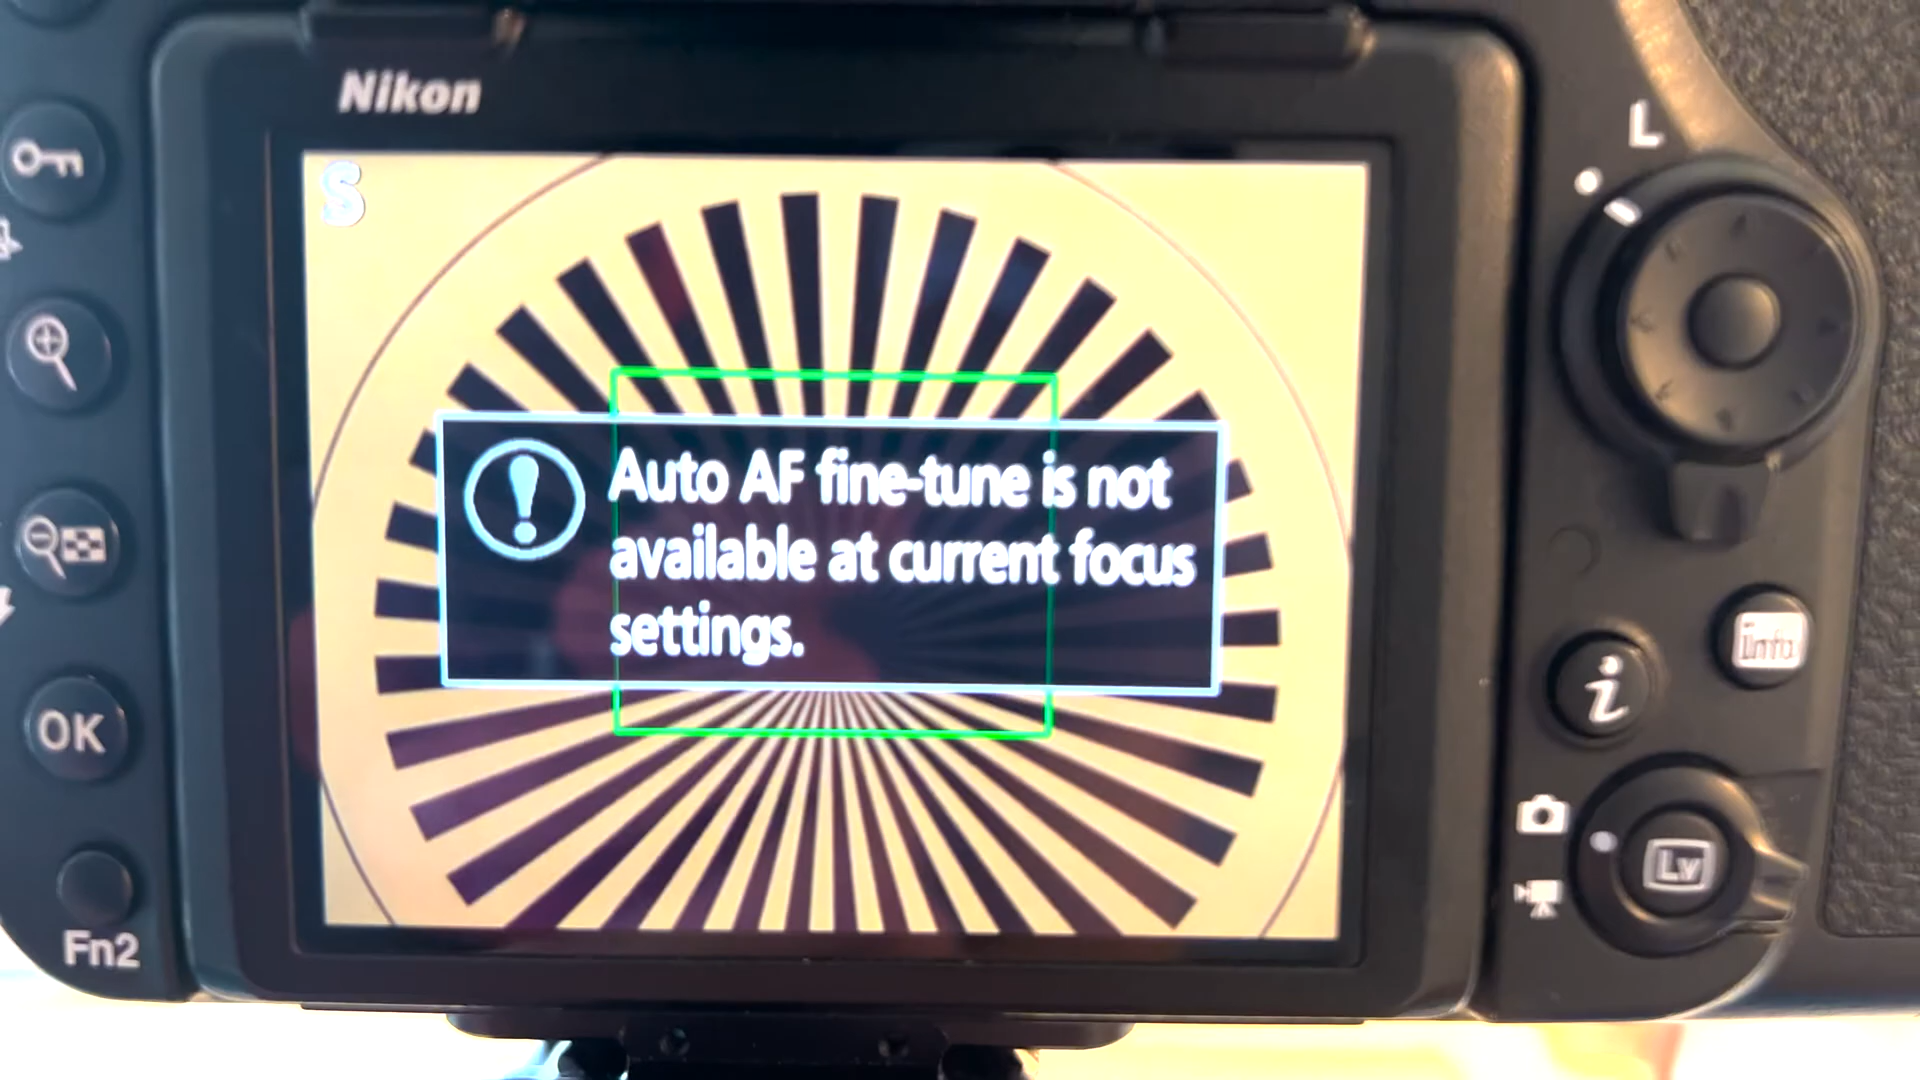 Nikon
L
S
Auto AF fine-tune is not
available at current focus
settings.
info
i
OK
Lv
Fn2